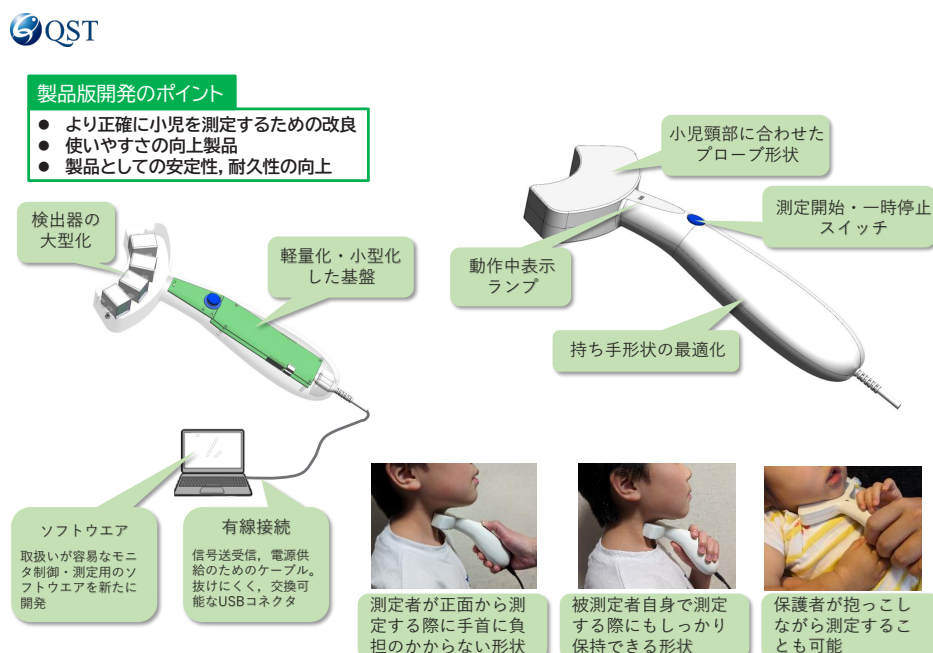 QST
製品版開発のポイント
● より正確に小児を測定するための改良
● 使いやすさの向上製品
● 製品としての安定性, 耐久性の向上
小児頸部に合わせた
プローブ形状
測定開始・一時停止
スイッチ
検出器の
大型化
軽量化・小型化
した基盤
動作中表示
ランプ
持ち手形状の最適化
ソフトウエア
取扱いが容易なモニ
タ制御・測定用のソ
フトウエアを新たに
開発
有線接続
信号送受信，電源供
給のためのケーブル。
抜けにくく，交換可
能なUSBコネクタ
測定者が正面から測
定する際に手首に負
担のかからない形状
被測定者自身で測定
する際にもしっかり
保持できる形状
保護者が抱っこし
ながら測定するこ
とも可能